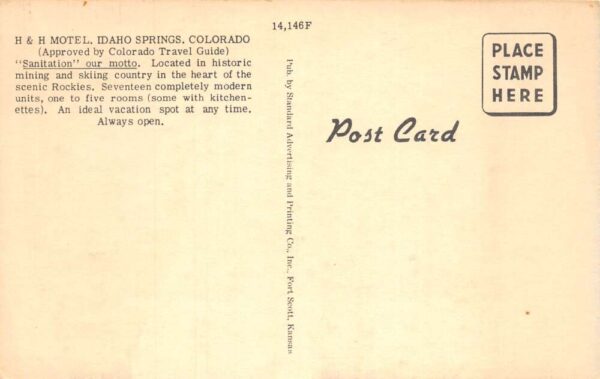 14,146F
H & H MOTEL, IDAHO SPRINGS, COLORADO
(Approved by Colorado Travel Guide)
"Sanitation" our motto. Located in historic
mining and skiing country in the heart of the
scenic Rockies. Seventeen completely modern
units, one to five rooms (some with kitchen-
ettes). An ideal vacation spot at any time.
Always open.
Pub. by Standard Advertising and Printing Co., Inc., Fort Scott, Kansas
Post Card
PLACE
STAMP
HERE